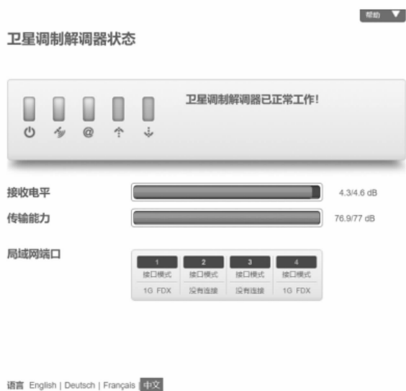 帮助
卫星调制解调器状态
卫星调制解调器已正常工作!
@
接收电平 4.3/4.6 dB
传输能力 76.9/77 dB
局域网端口
1 2 3 4
接口模式 接口模式 接口模式 接口模式
1G FDX 没有连接 没有连接 1G FDX
语言 English | Deutsch | Français | 中文